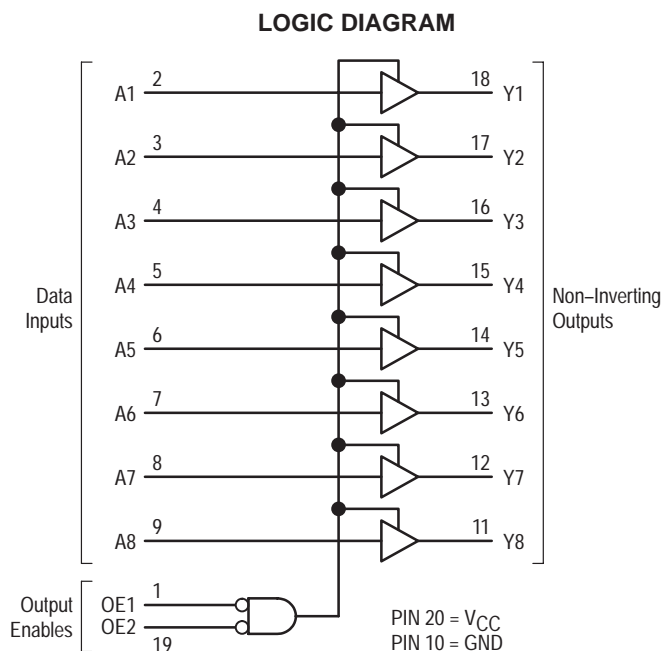 LOGIC DIAGRAM
A1 2 18 Y1
A2 3 17 Y2
A3 4 16 Y3
A4 5 15 Y4
Data
Inputs
Non–Inverting
Outputs
A5 6 14 Y5
A6 7 13 Y6
A7 8 12 Y7
A8 9 11 Y8
Output
Enables
OE1 1
OE2 19
PIN 20 = VCC
PIN 10 = GND